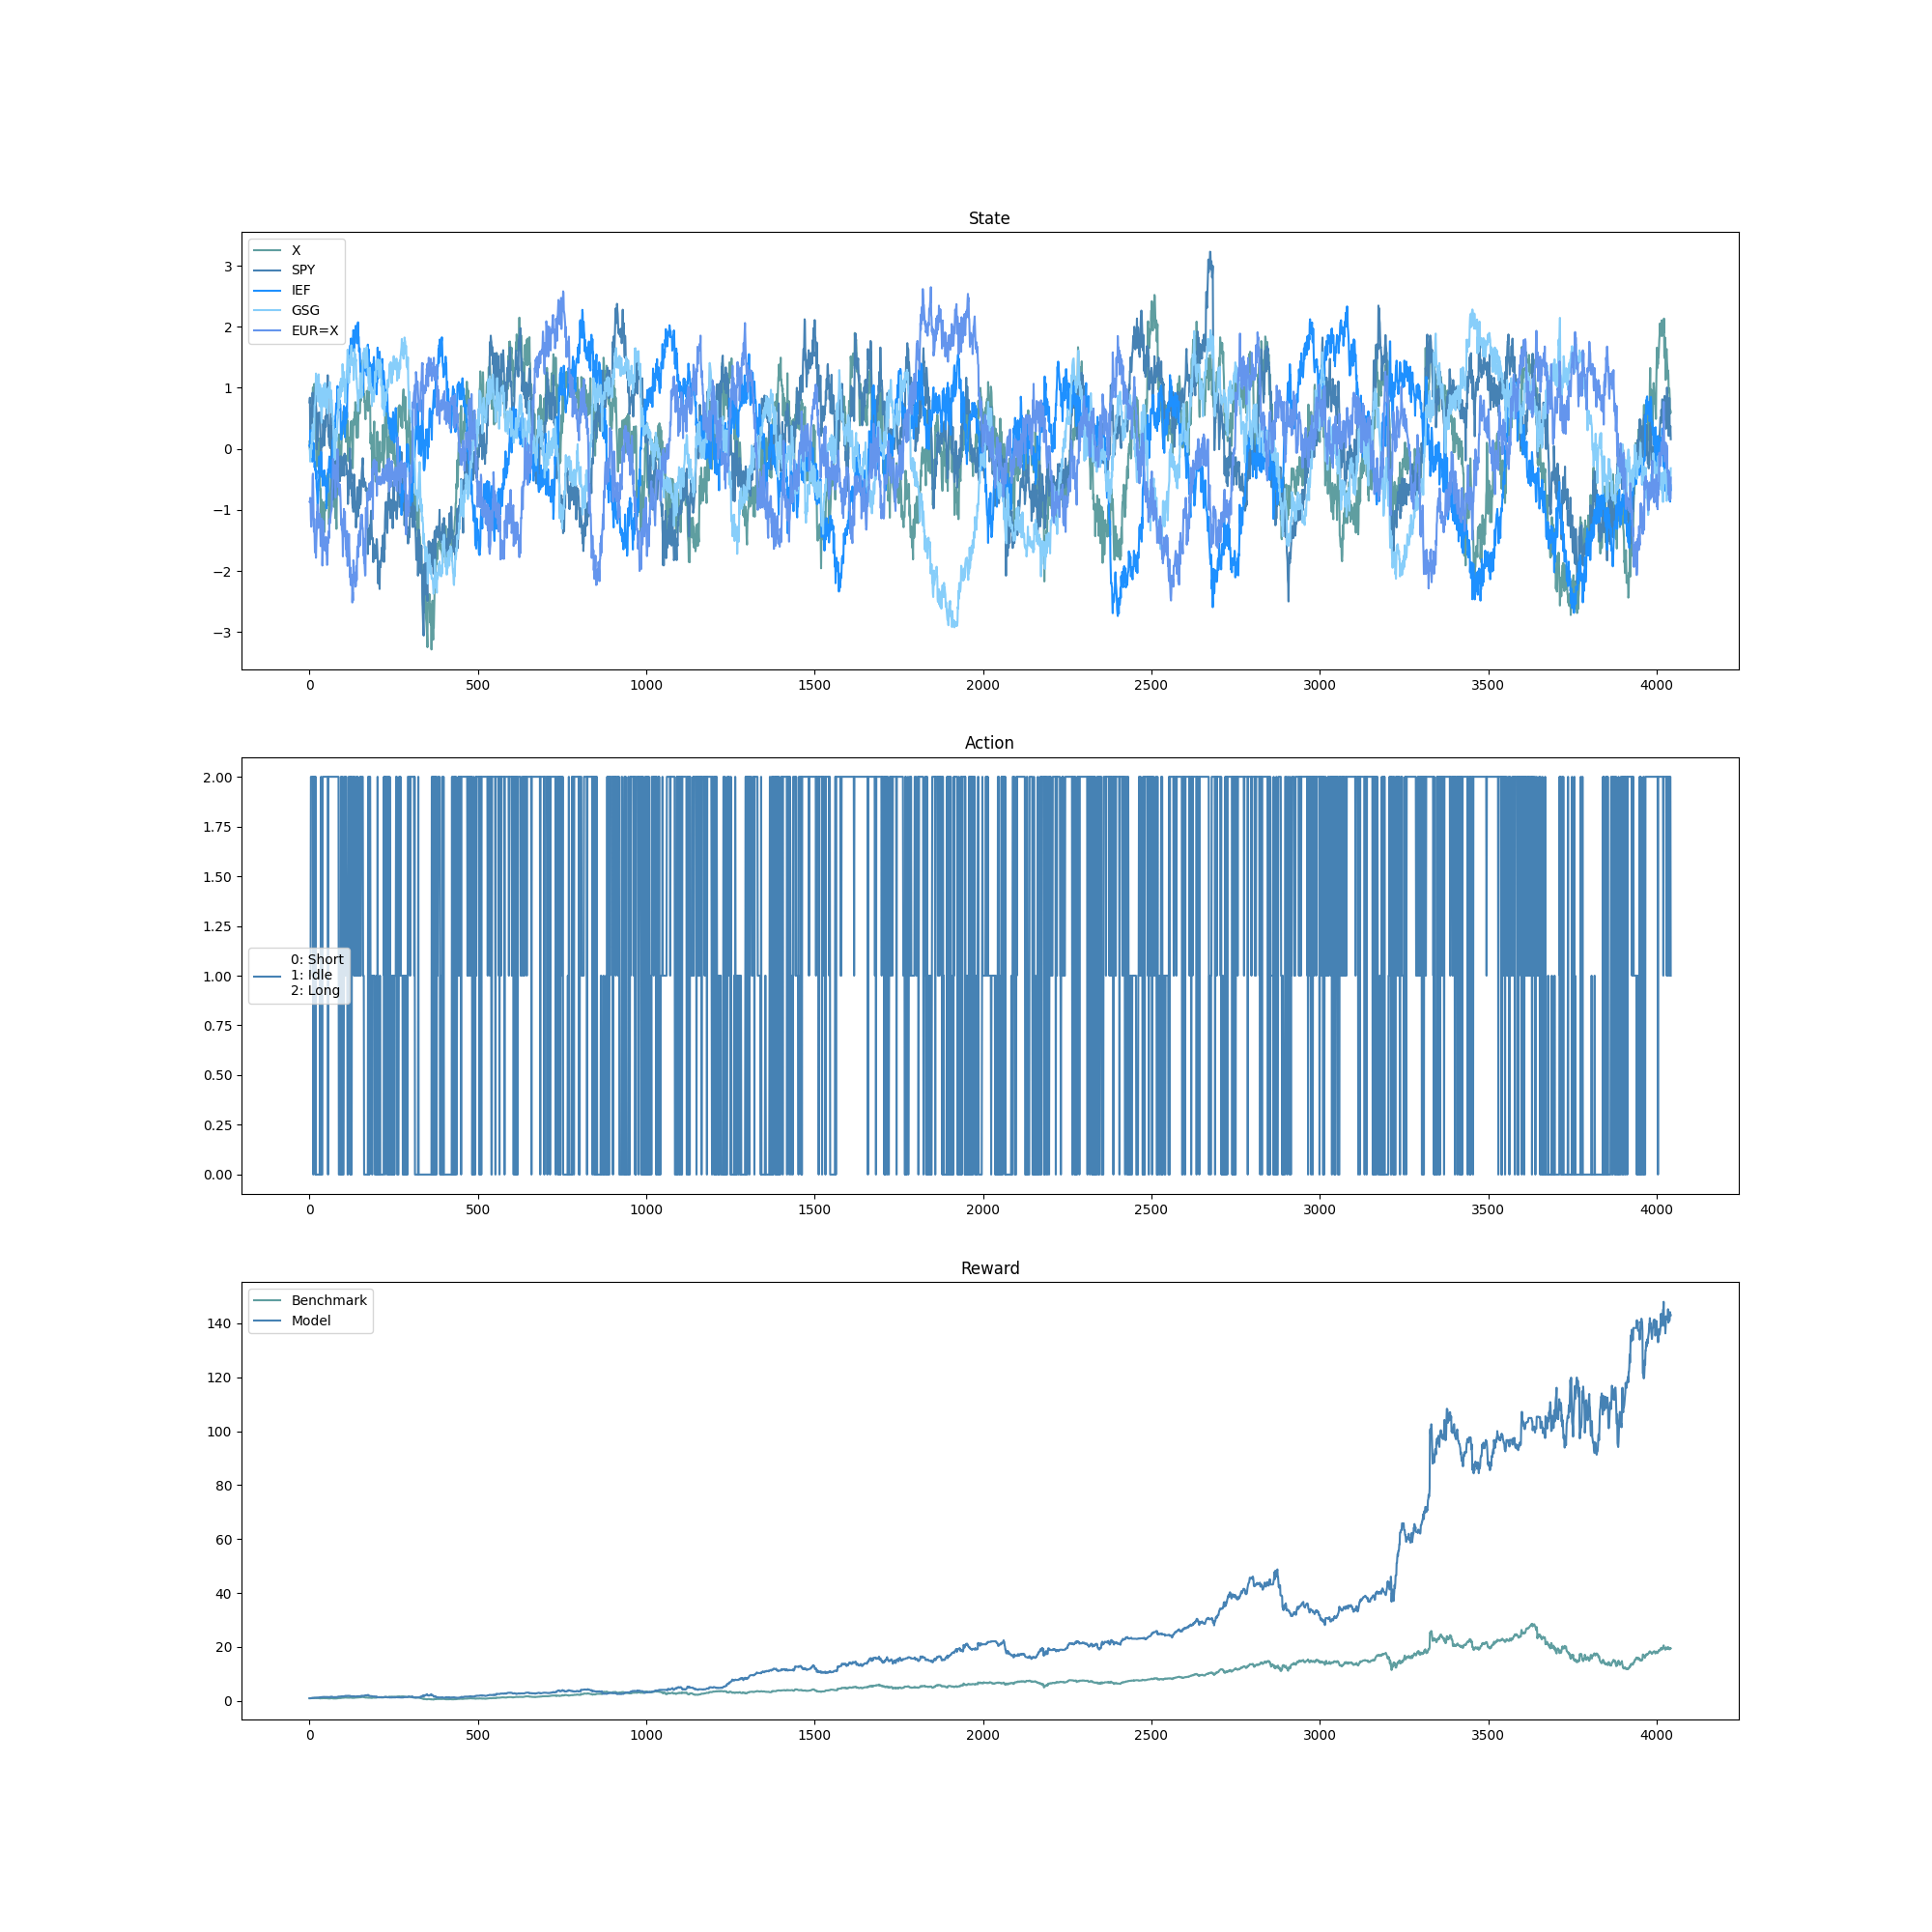 State
X
SPY
IEF
GSG
EUR=X
3
2
1
0
−1
−2
−3
0 500 1000 1500 2000 2500 3000 3500 4000
Action
2.00
1.75
1.50
1.25
1.00
0.75
0.50
0.25
0.00
0: Short
1: Idle
2: Long
0 500 1000 1500 2000 2500 3000 3500 4000
Reward
Benchmark
Model
140
120
100
80
60
40
20
0
0 500 1000 1500 2000 2500 3000 3500 4000